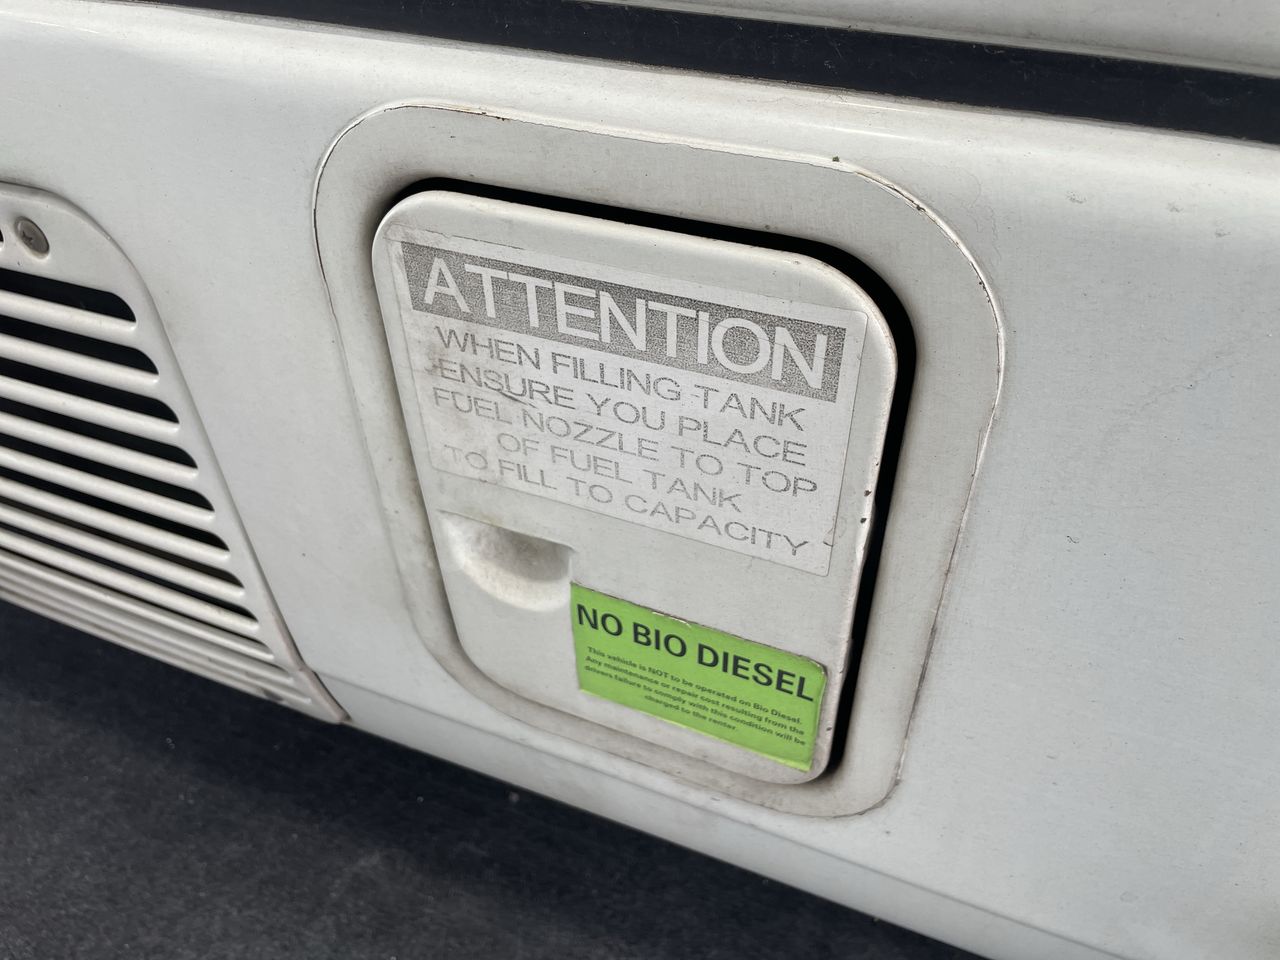 ATTENTION
WHEN FILLING TANK
ENSURE YOU PLACE
FUEL NOZZLE TO TOP
OF FUEL TANK
TO FILL TO CAPACITY
NO BIO DIESEL
This vehicle is NOT to be operated on Bio Diesel.
Any maintenance or repair cost resulting from the
drivers failure to comply with this condition will be
charged to the renter.